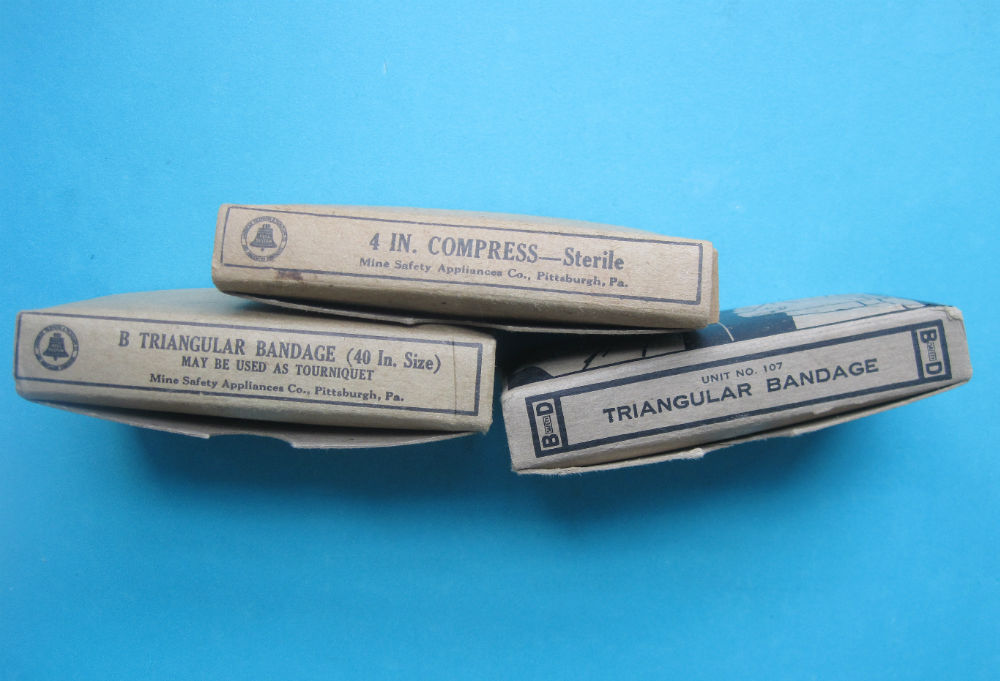 4 IN. COMPRESS—Sterile
Mine Safety Appliances Co., Pittsburgh, Pa.
B TRIANGULAR BANDAGE (40 In. Size)
MAY BE USED AS TOURNIQUET
Mine Safety Appliances Co., Pittsburgh, Pa.
UNIT NO. 107
TRIANGULAR BANDAGE